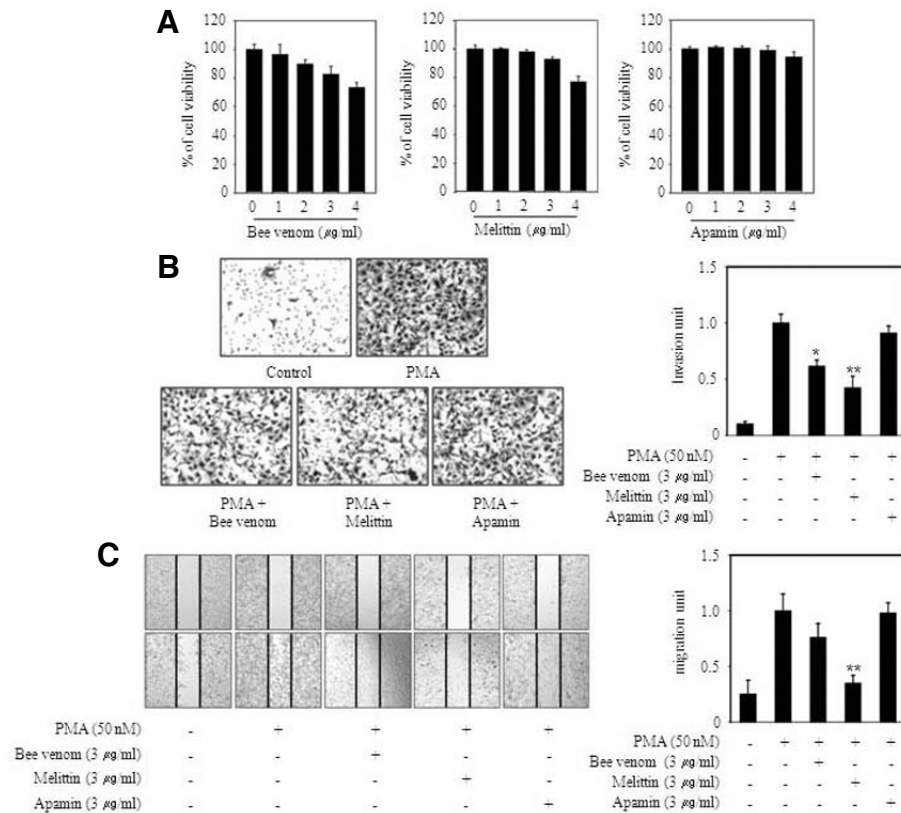 A
120
100
80
60
40
20
0
% of cell viability
0 1 2 3 4
Bee venom (㎍/ml)
120
100
80
60
40
20
0
% of cell viability
0 1 2 3 4
Melittin (㎍/ml)
120
100
80
60
40
20
0
% of cell viability
0 1 2 3 4
Apamin (㎍/ml)
B
Control
PMA
PMA +
Bee venom
PMA +
Melittin
PMA +
Apamin
1.5
1.0
0.5
0
Invasion unit
*
**
PMA (50 nM) - + + + +
Bee venom (3 ㎍/ml) - - + - -
Melittin (3 ㎍/ml) - - - + -
Apamin (3 ㎍/ml) - - - - +
C
PMA (50 nM) - + + + +
Bee venom (3 ㎍/ml) - - + - -
Melittin (3 ㎍/ml) - - - + -
Apamin (3 ㎍/ml) - - - - +
1.5
1.0
0.5
0
migration unit
**
PMA (50 nM) - + + + +
Bee venom (3 ㎍/ml) - - + - -
Melittin (3 ㎍/ml) - - - + -
Apamin (3 ㎍/ml) - - - - +